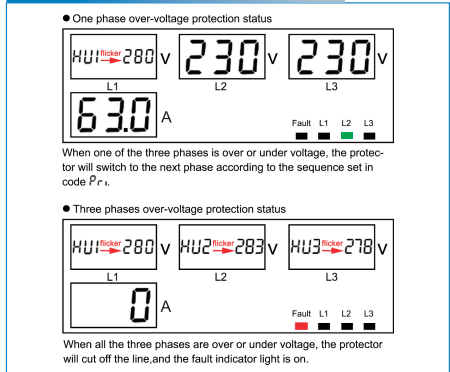 ● One phase over-voltage protection status
HU1 flicker 280 V 230 V 230 V
L1 L2 L3
63.0 A
Fault L1 L2 L3
When one of the three phases is over or under voltage, the protec-
tor will switch to the next phase according to the sequence set in
code Pri.
● Three phases over-voltage protection status
HU1 flicker 280 V HU2 flicker 283 V HU3 flicker 278 V
L1 L2 L3
0 A
Fault L1 L2 L3
When all the three phases are over or under voltage, the protector
will cut off the line,and the fault indicator light is on.